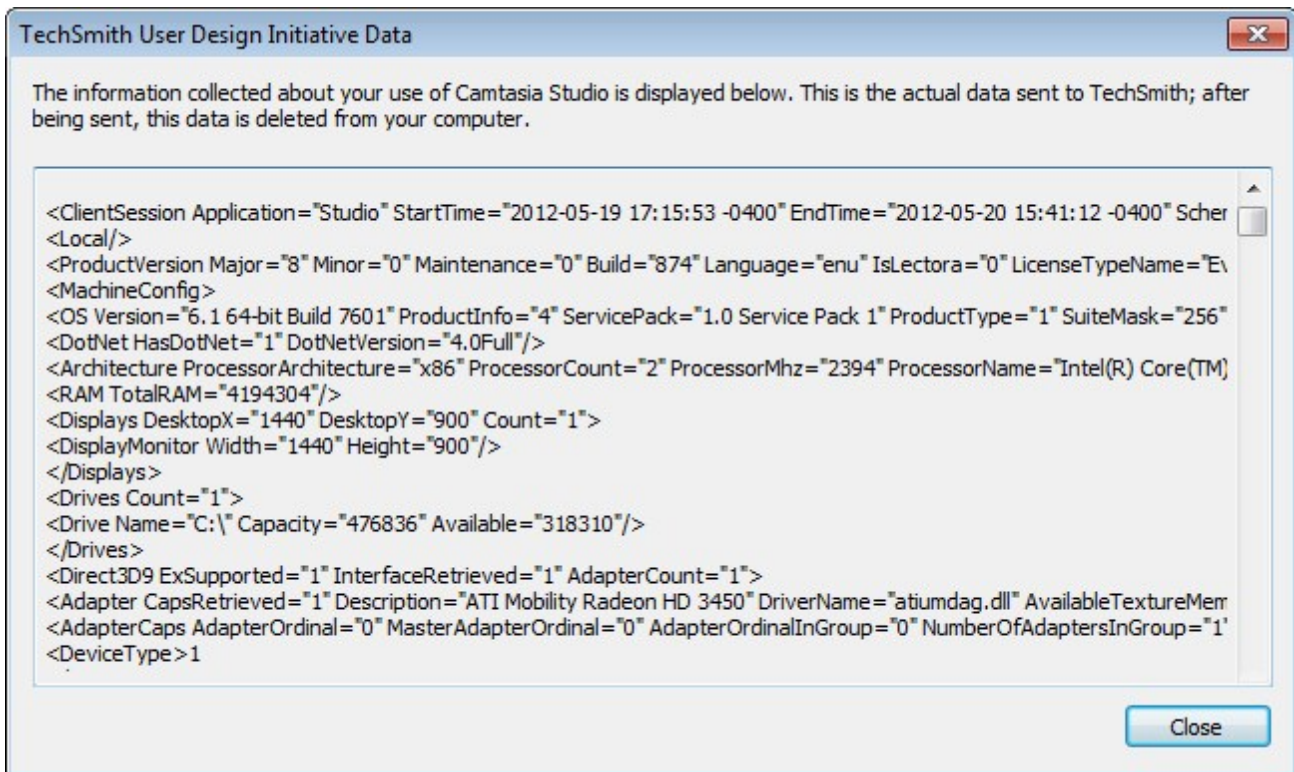 TechSmith User Design Initiative Data
The information collected about your use of Camtasia Studio is displayed below. This is the actual data sent to TechSmith; after
being sent, this data is deleted from your computer.
<ClientSession Application="Studio" StartTime="2012-05-19 17:15:53 -0400" EndTime="2012-05-20 15:41:12 -0400" Scher
<Local/>
<ProductVersion Major="8" Minor="0" Maintenance="0" Build="874" Language="enu" IsLectora="0" LicenseTypeName="Ev
<MachineConfig>
<OS Version="6.1 64-bit Build 7601" ProductInfo="4" ServicePack="1.0 Service Pack 1" ProductType="1" SuiteMask="256"
<DotNet HasDotNet="1" DotNetVersion="4.0Full"/>
<Architecture ProcessorArchitecture="x86" ProcessorCount="2" ProcessorMhz="2394" ProcessorName="Intel(R) Core(TM)
<RAM TotalRAM="4194304"/>
<Displays DesktopX="1440" DesktopY="900" Count="1">
<DisplayMonitor Width="1440" Height="900"/>
</Displays>
<Drives Count="1">
<Drive Name="C:\" Capacity="476836" Available="318310"/>
</Drives>
<Direct3D9 ExSupported="1" InterfaceRetrieved="1" AdapterCount="1">
<Adapter CapsRetrieved="1" Description="ATI Mobility Radeon HD 3450" DriverName="atiumdag.dll" AvailableTextureMem
<AdapterCaps AdapterOrdinal="0" MasterAdapterOrdinal="0" AdapterOrdinalInGroup="0" NumberOfAdaptersInGroup="1"
<DeviceType>1
Close